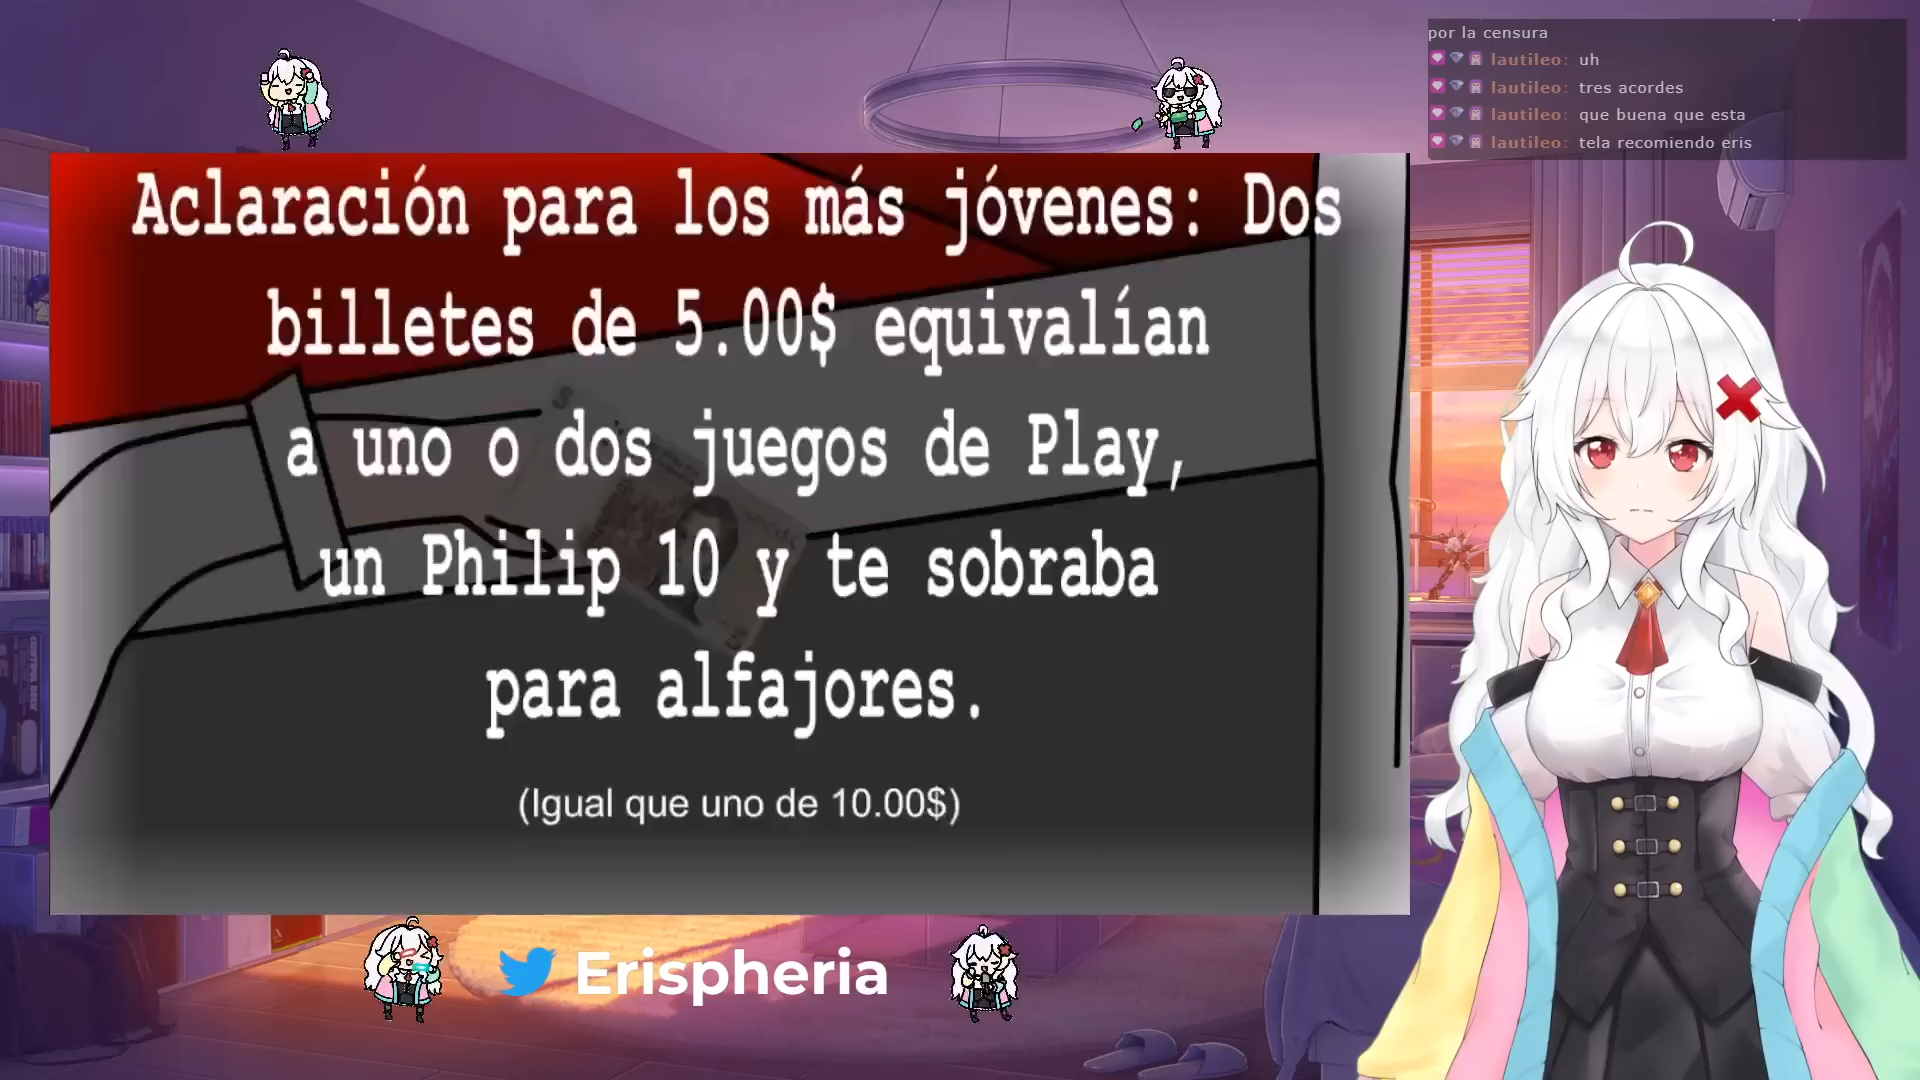 por la censura
lautileo: uh
lautileo: tres acordes
lautileo: que buena que esta
lautileo: tela recomiendo eris
Aclaración para los más jóvenes: Dos
billetes de 5.00$ equivalían
a uno o dos juegos de Play,
un Philip 10 y te sobraba
para alfajores.
(Igual que uno de 10.00$)
Erispheria